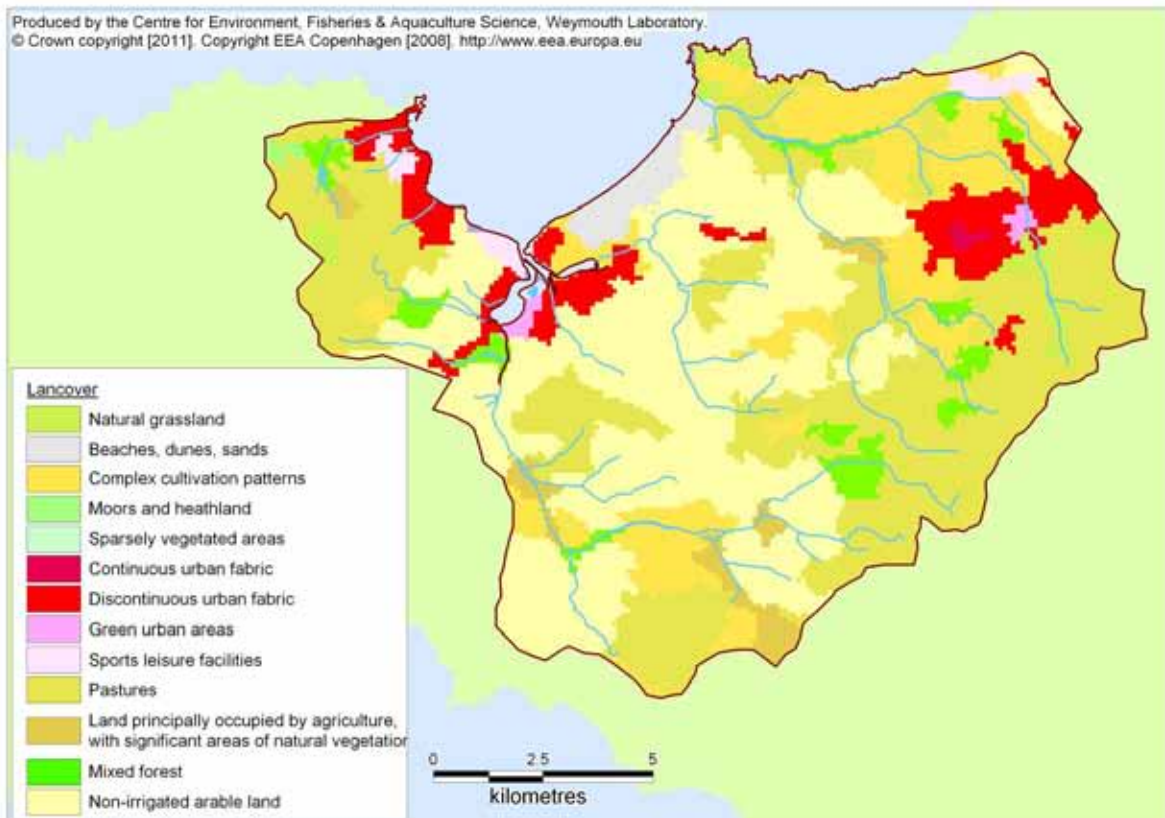 Produced by the Centre for Environment, Fisheries & Aquaculture Science, Weymouth Laboratory.
© Crown copyright [2011]. Copyright EEA Copenhagen [2008]. http://www.eea.europa.eu
Lancover
Natural grassland
Beaches, dunes, sands
Complex cultivation patterns
Moors and heathland
Sparsely vegetated areas
Continuous urban fabric
Discontinuous urban fabric
Green urban areas
Sports leisure facilities
Pastures
Land principally occupied by agriculture,
with significant areas of natural vegetation
Mixed forest
Non-irrigated arable land
0 2.5 5
kilometres